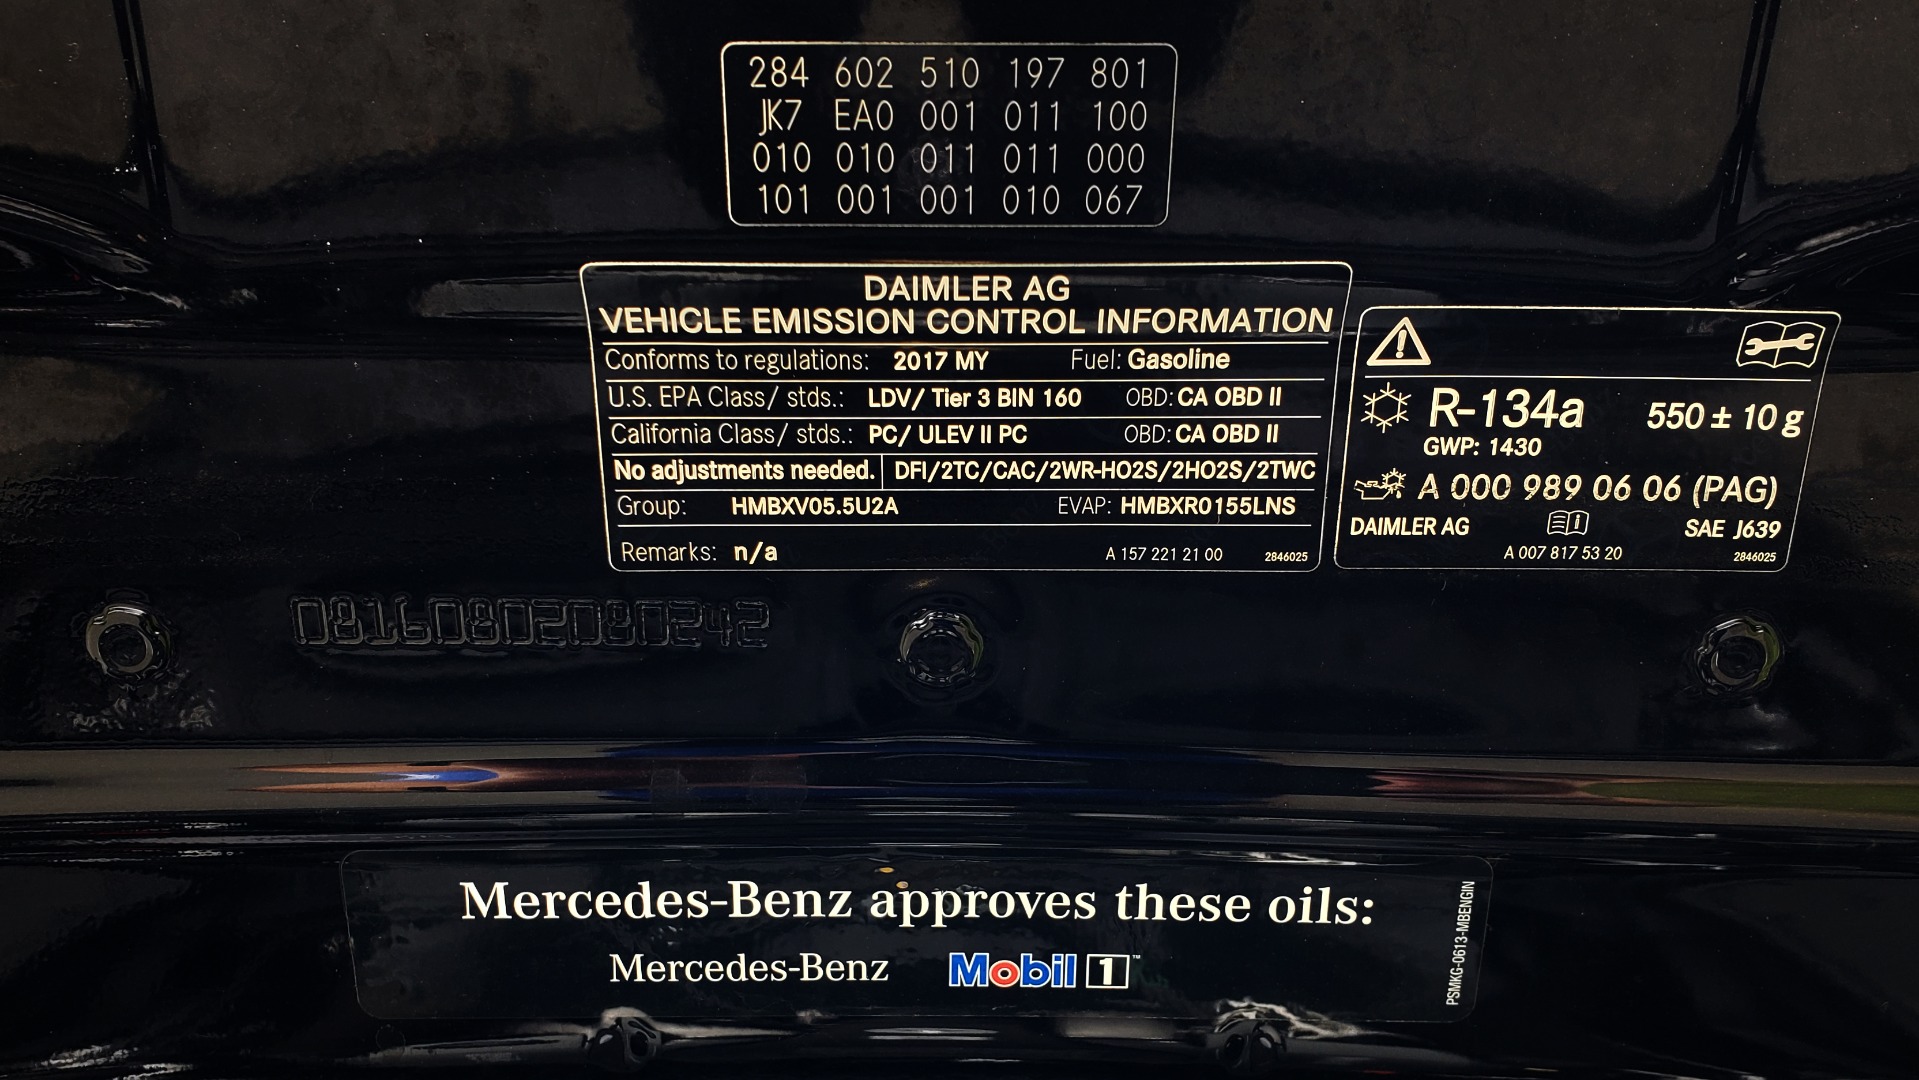 284 602 510 197 801
JK7 EA0 001 011 100
010 010 011 011 000
101 001 001 010 067
DAIMLER AG
VEHICLE EMISSION CONTROL INFORMATION
Conforms to regulations: 2017 MY Fuel: Gasoline
U.S. EPA Class/ stds.: LDV/ Tier 3 BIN 160 OBD: CA OBD II
California Class/ stds.: PC/ ULEV II PC OBD: CA OBD II
No adjustments needed. DFI/2TC/CAC/2WR-HO2S/2HO2S/2TWC
Group: HMBXV05.5U2A EVAP: HMBXR0155LNS
Remarks: n/a A 157 221 21 00 2846025
R-134a 550 ± 10 g
GWP: 1430
A 000 989 06 06 (PAG)
DAIMLER AG SAE J639
A 007 817 53 20 2846025
08160802080242
Mercedes-Benz approves these oils:
Mercedes-Benz Mobil 1™
PSMKG-0613-MBENGIN